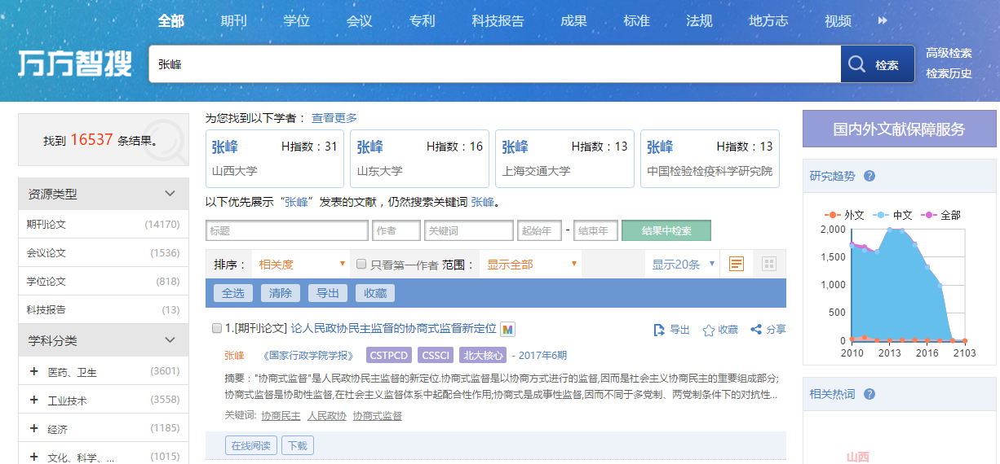 全部 期刊 学位 会议 专利 科技报告 成果 标准 法规 地方志 视频
万方智搜 张峰 检索 高级检索
检索历史
找到 16537 条结果。
资源类型
期刊论文 (14170)
会议论文 (1536)
学位论文 (818)
科技报告 (13)
学科分类
+ 医药、卫生 (3601)
+ 工业技术 (3558)
+ 经济 (1185)
+ 文化、科学、... (1015)
为您找到以下学者： 查看更多
张峰 H指数：31
山西大学
张峰 H指数：16
山东大学
张峰 H指数：13
上海交通大学
张峰 H指数：13
中国检验检疫科学研究院
以下优先展示“张峰”发表的文献，仍然搜索关键词 张峰。
标题 作者 关键词 起始年 - 结束年 结果中检索
排序： 相关度 只看第一作者 范围： 显示全部 显示20条
全选 清除 导出 收藏
1.[期刊论文] 论人民政协民主监督的协商式监督新定位 M 导出 收藏 分享
张峰 《国家行政学院学报》 CSTPCD CSSCI 北大核心 - 2017年6期
摘要："协商式监督"是人民政协民主监督的新定位.协商式监督是以协商方式进行的监督,因而是社会主义协商民主的重要组成部分;
协商式监督是协助性监督,在社会主义监督体系中起配合性作用;协商式是成事性监督,因而不同于多党制、两党制条件下的对抗性...
关键词: 协商民主 人民政协 协商式监督
在线阅读 下载
国内外文献保障服务
研究趋势 ?
外文 中文 全部
2,000
1,500
1,000
500
0
2010 2013 2016 2103
相关热词 ?
山西